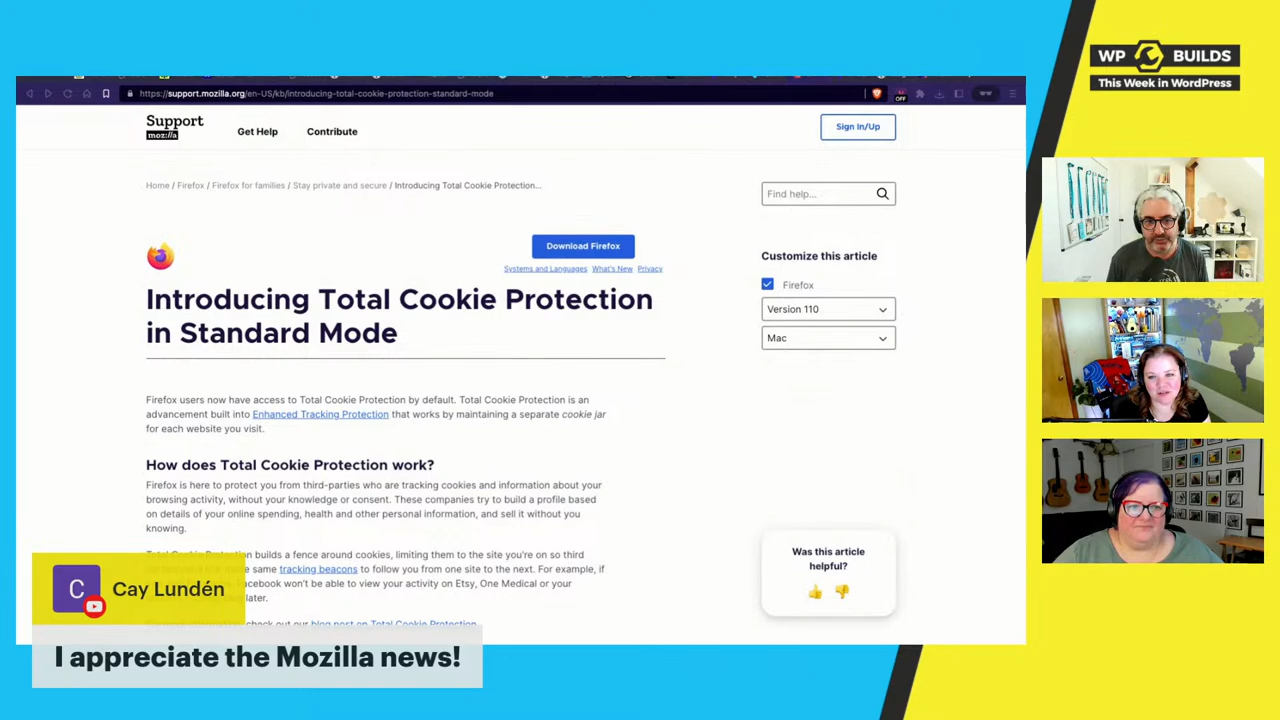 WP BUILDS
This Week in WordPress
https://support.mozilla.org/en-US/kb/introducing-total-cookie-protection-standard-mode
OFF
Support
moz://a
Get Help
Contribute
Sign In/Up
Home / Firefox / Firefox for families / Stay private and secure / Introducing Total Cookie Protection...
Find help...
Download Firefox
Systems and Languages What's New Privacy
Introducing Total Cookie Protection
in Standard Mode
Customize this article
Firefox
Version 110
Mac
Firefox users now have access to Total Cookie Protection by default. Total Cookie Protection is an
advancement built into Enhanced Tracking Protection that works by maintaining a separate cookie jar
for each website you visit.
How does Total Cookie Protection work?
Firefox is here to protect you from third-parties who are tracking cookies and information about your
browsing activity, without your knowledge or consent. These companies try to build a profile based
on details of your online spending, health and other personal information, and sell it without you
knowing.
Total Cookie Protection builds a fence around cookies, limiting them to the site you're on so third
same tracking beacons to follow you from one site to the next. For example, if
Facebook won't be able to view your activity on Etsy, One Medical or your
later.
check out our blog post on Total Cookie Protection.
Was this article
helpful?
C
Cay Lundén
I appreciate the Mozilla news!